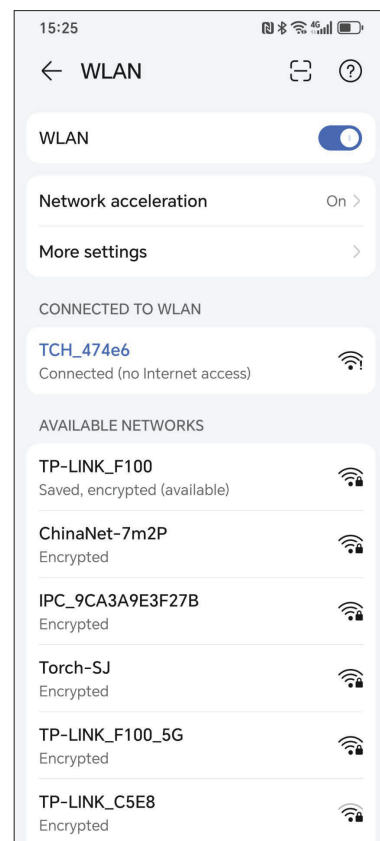 15:25
4G
WLAN
WLAN
Network acceleration On
More settings
CONNECTED TO WLAN
TCH_474e6
Connected (no Internet access)
AVAILABLE NETWORKS
TP-LINK_F100
Saved, encrypted (available)
ChinaNet-7m2P
Encrypted
IPC_9CA3A9E3F27B
Encrypted
Torch-SJ
Encrypted
TP-LINK_F100_5G
Encrypted
TP-LINK_C5E8
Encrypted